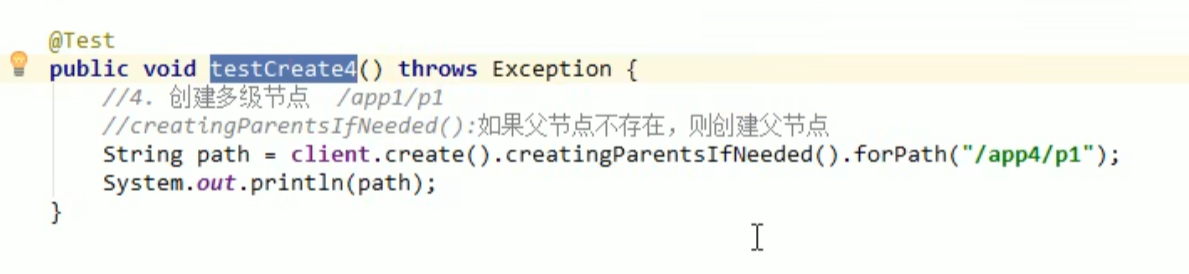 @Test
public void testCreate4() throws Exception {
//4. 创建多级节点  /app1/p1
//creatingParentsIfNeeded():如果父节点不存在，则创建父节点
String path = client.create().creatingParentsIfNeeded().forPath("/app4/p1");
System.out.println(path);
}